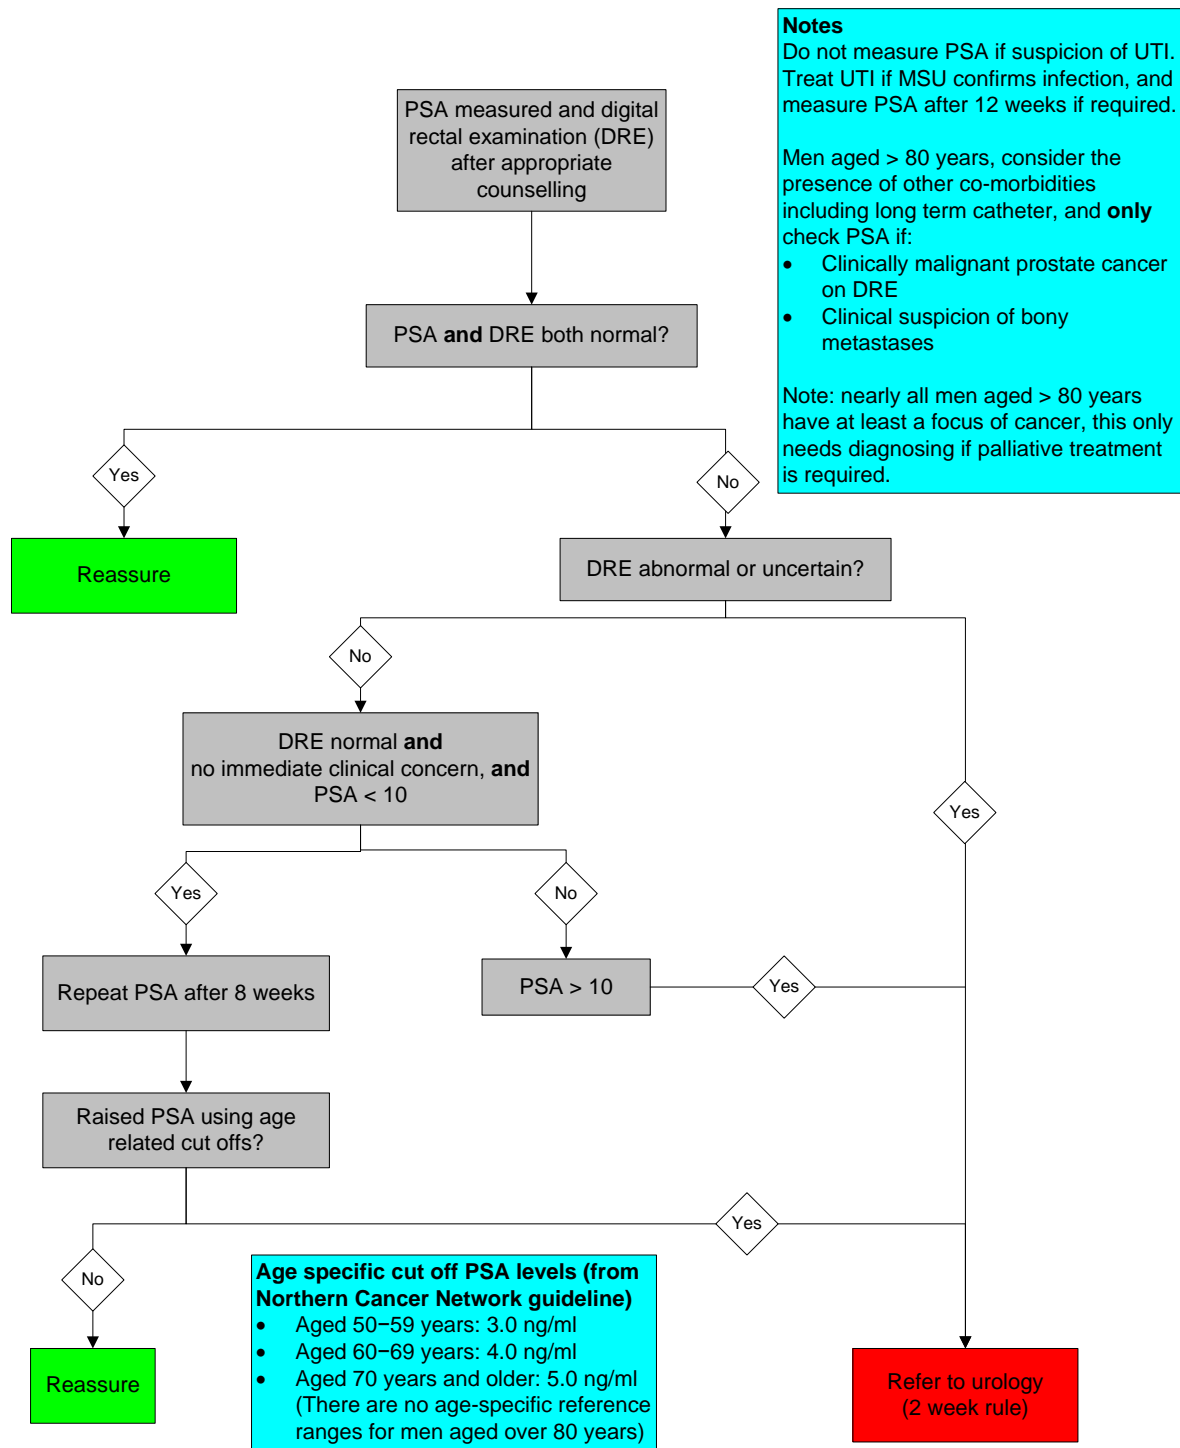 Notes
Do not measure PSA if suspicion of UTI.
Treat UTI if MSU confirms infection, and
measure PSA after 12 weeks if required.
Men aged > 80 years, consider the
presence of other co-morbidities
including long term catheter, and only
check PSA if:
• Clinically malignant prostate cancer
on DRE
• Clinical suspicion of bony
metastases
Note: nearly all men aged > 80 years
have at least a focus of cancer, this only
needs diagnosing if palliative treatment
is required.
PSA measured and digital
rectal examination (DRE)
after appropriate
counselling
PSA and DRE both normal?
Yes
No
Reassure
DRE abnormal or uncertain?
No
DRE normal and
no immediate clinical concern, and
PSA < 10
Yes
Yes
No
Repeat PSA after 8 weeks
PSA > 10
Yes
Raised PSA using age
related cut offs?
Yes
No
Age specific cut off PSA levels (from
Northern Cancer Network guideline)
• Aged 50−59 years: 3.0 ng/ml
• Aged 60−69 years: 4.0 ng/ml
• Aged 70 years and older: 5.0 ng/ml
(There are no age-specific reference
ranges for men aged over 80 years)
Reassure
Refer to urology
(2 week rule)